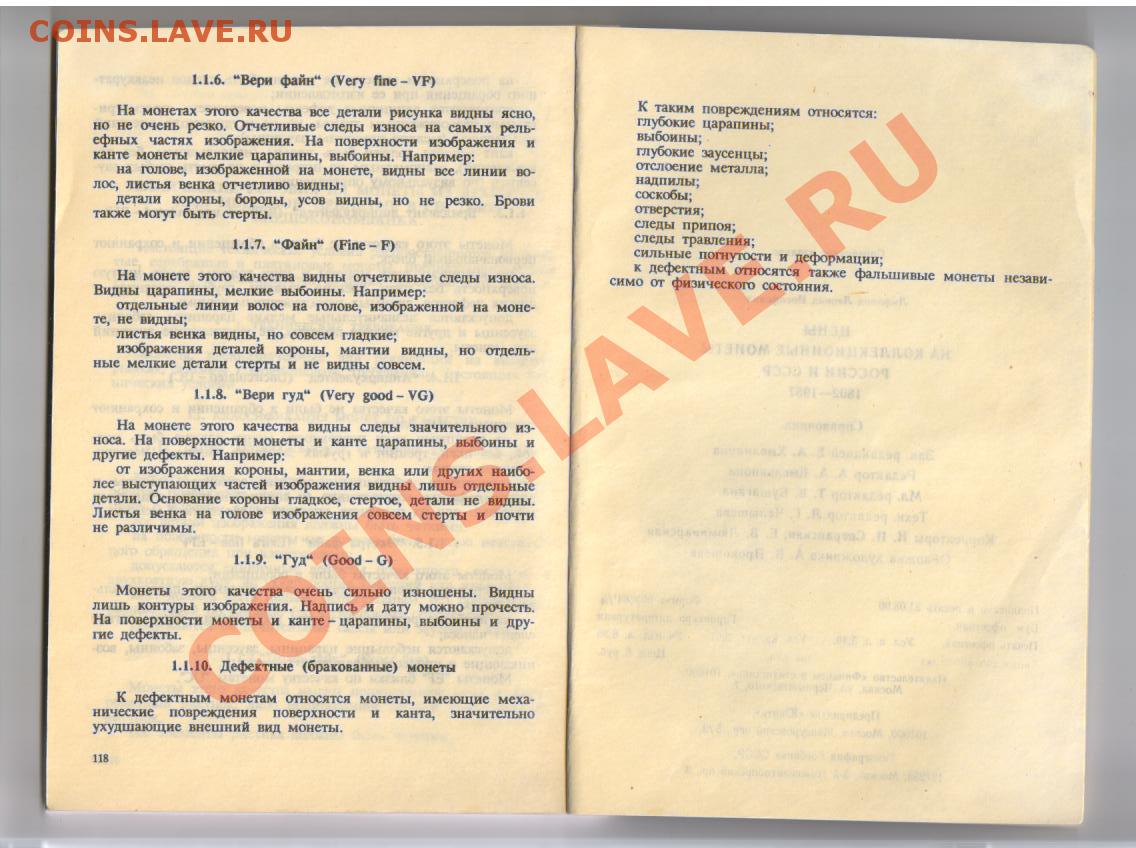 COINS.LAVE.RU
1.1.6. "Вери файн" (Very fine – VF)
На монетах этого качества все детали рисунка видны ясно,
но не очень резко. Отчетливые следы износа на самых рель-
ефных частях изображения. На поверхности изображения и
канте монеты мелкие царапины, выбоины. Например:
на голове, изображенной на монете, видны все линии во-
лос, листья венка отчетливо видны;
детали короны, бороды, усов видны, но не резко. Брови
также могут быть стерты.
1.1.7. "Файн" (Fine – F)
На монете этого качества видны отчетливые следы износа.
Видны царапины, мелкие выбоины. Например:
отдельные линии волос на голове, изображенной на моне-
те, не видны;
листья венка видны, но совсем гладкие;
изображения деталей короны, мантии видны, но отдель-
ные мелкие детали стерты и не видны совсем.
1.1.8. "Вери гуд" (Very good – VG)
На монете этого качества видны следы значительного из-
носа. На поверхности монеты и канте царапины, выбоины и
другие дефекты. Например:
от изображения короны, мантии, венка или других наибо-
лее выступающих частей изображения видны лишь отдельные
детали. Основание короны гладкое, стертое, детали не видны.
Листья венка на голове изображения совсем стерты и почти
не различимы.
1.1.9. "Гуд" (Good – G)
Монеты этого качества очень сильно изношены. Видны
лишь контуры изображения. Надпись и дату можно прочесть.
На поверхности монеты и канте – царапины, выбоины и дру-
гие дефекты.
1.1.10. Дефектные (бракованные) монеты
К дефектным монетам относятся монеты, имеющие меха-
нические повреждения поверхности и канта, значительно
ухудшающие внешний вид монеты.
118
К таким повреждениям относятся:
глубокие царапины;
выбоины;
глубокие заусенцы;
отслоение металла;
надпилы;
соскобы;
отверстия;
следы припоя;
следы травления;
сильные погнутости и деформации;
к дефектным относятся также фальшивые монеты незави-
симо от физического состояния.
COINS.LAVE.RU